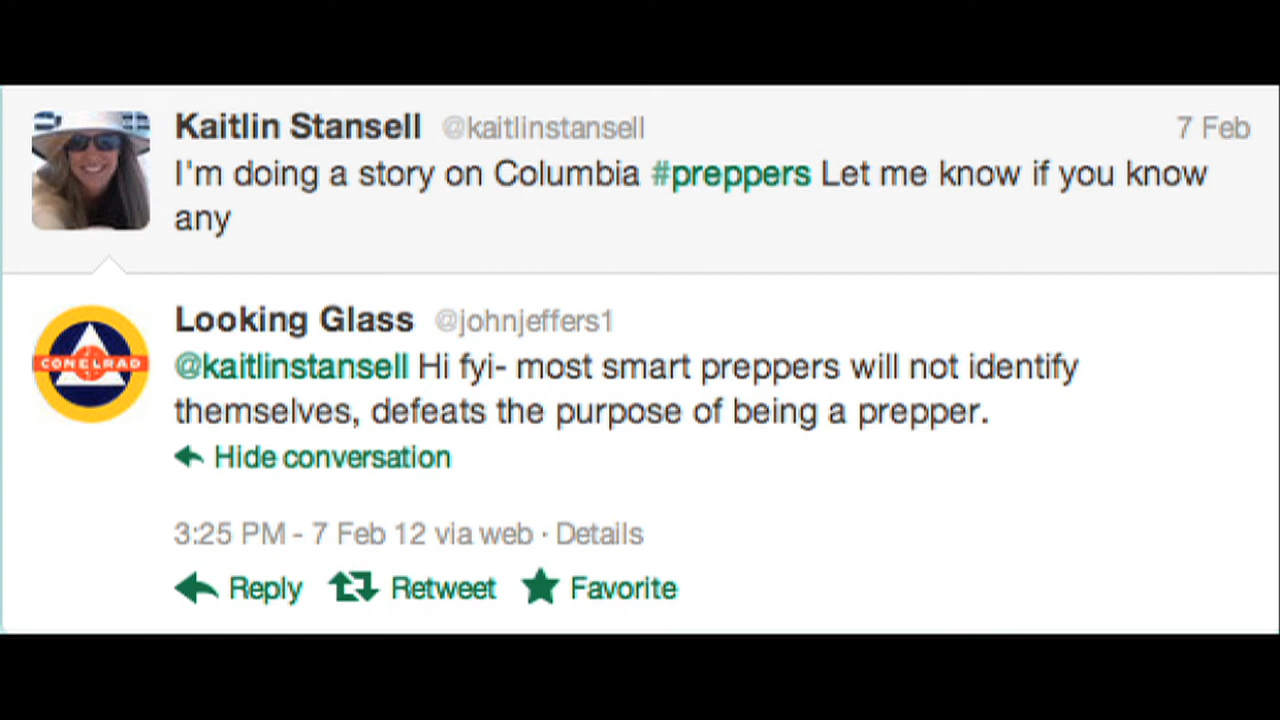 Kaitlin Stansell @kaitlinstansell 7 Feb
I'm doing a story on Columbia #preppers Let me know if you know
any
Looking Glass @johnjeffers1
CONELRAD
@kaitlinstansell Hi fyi- most smart preppers will not identify
themselves, defeats the purpose of being a prepper.
Hide conversation
3:25 PM - 7 Feb 12 via web · Details
Reply Retweet Favorite